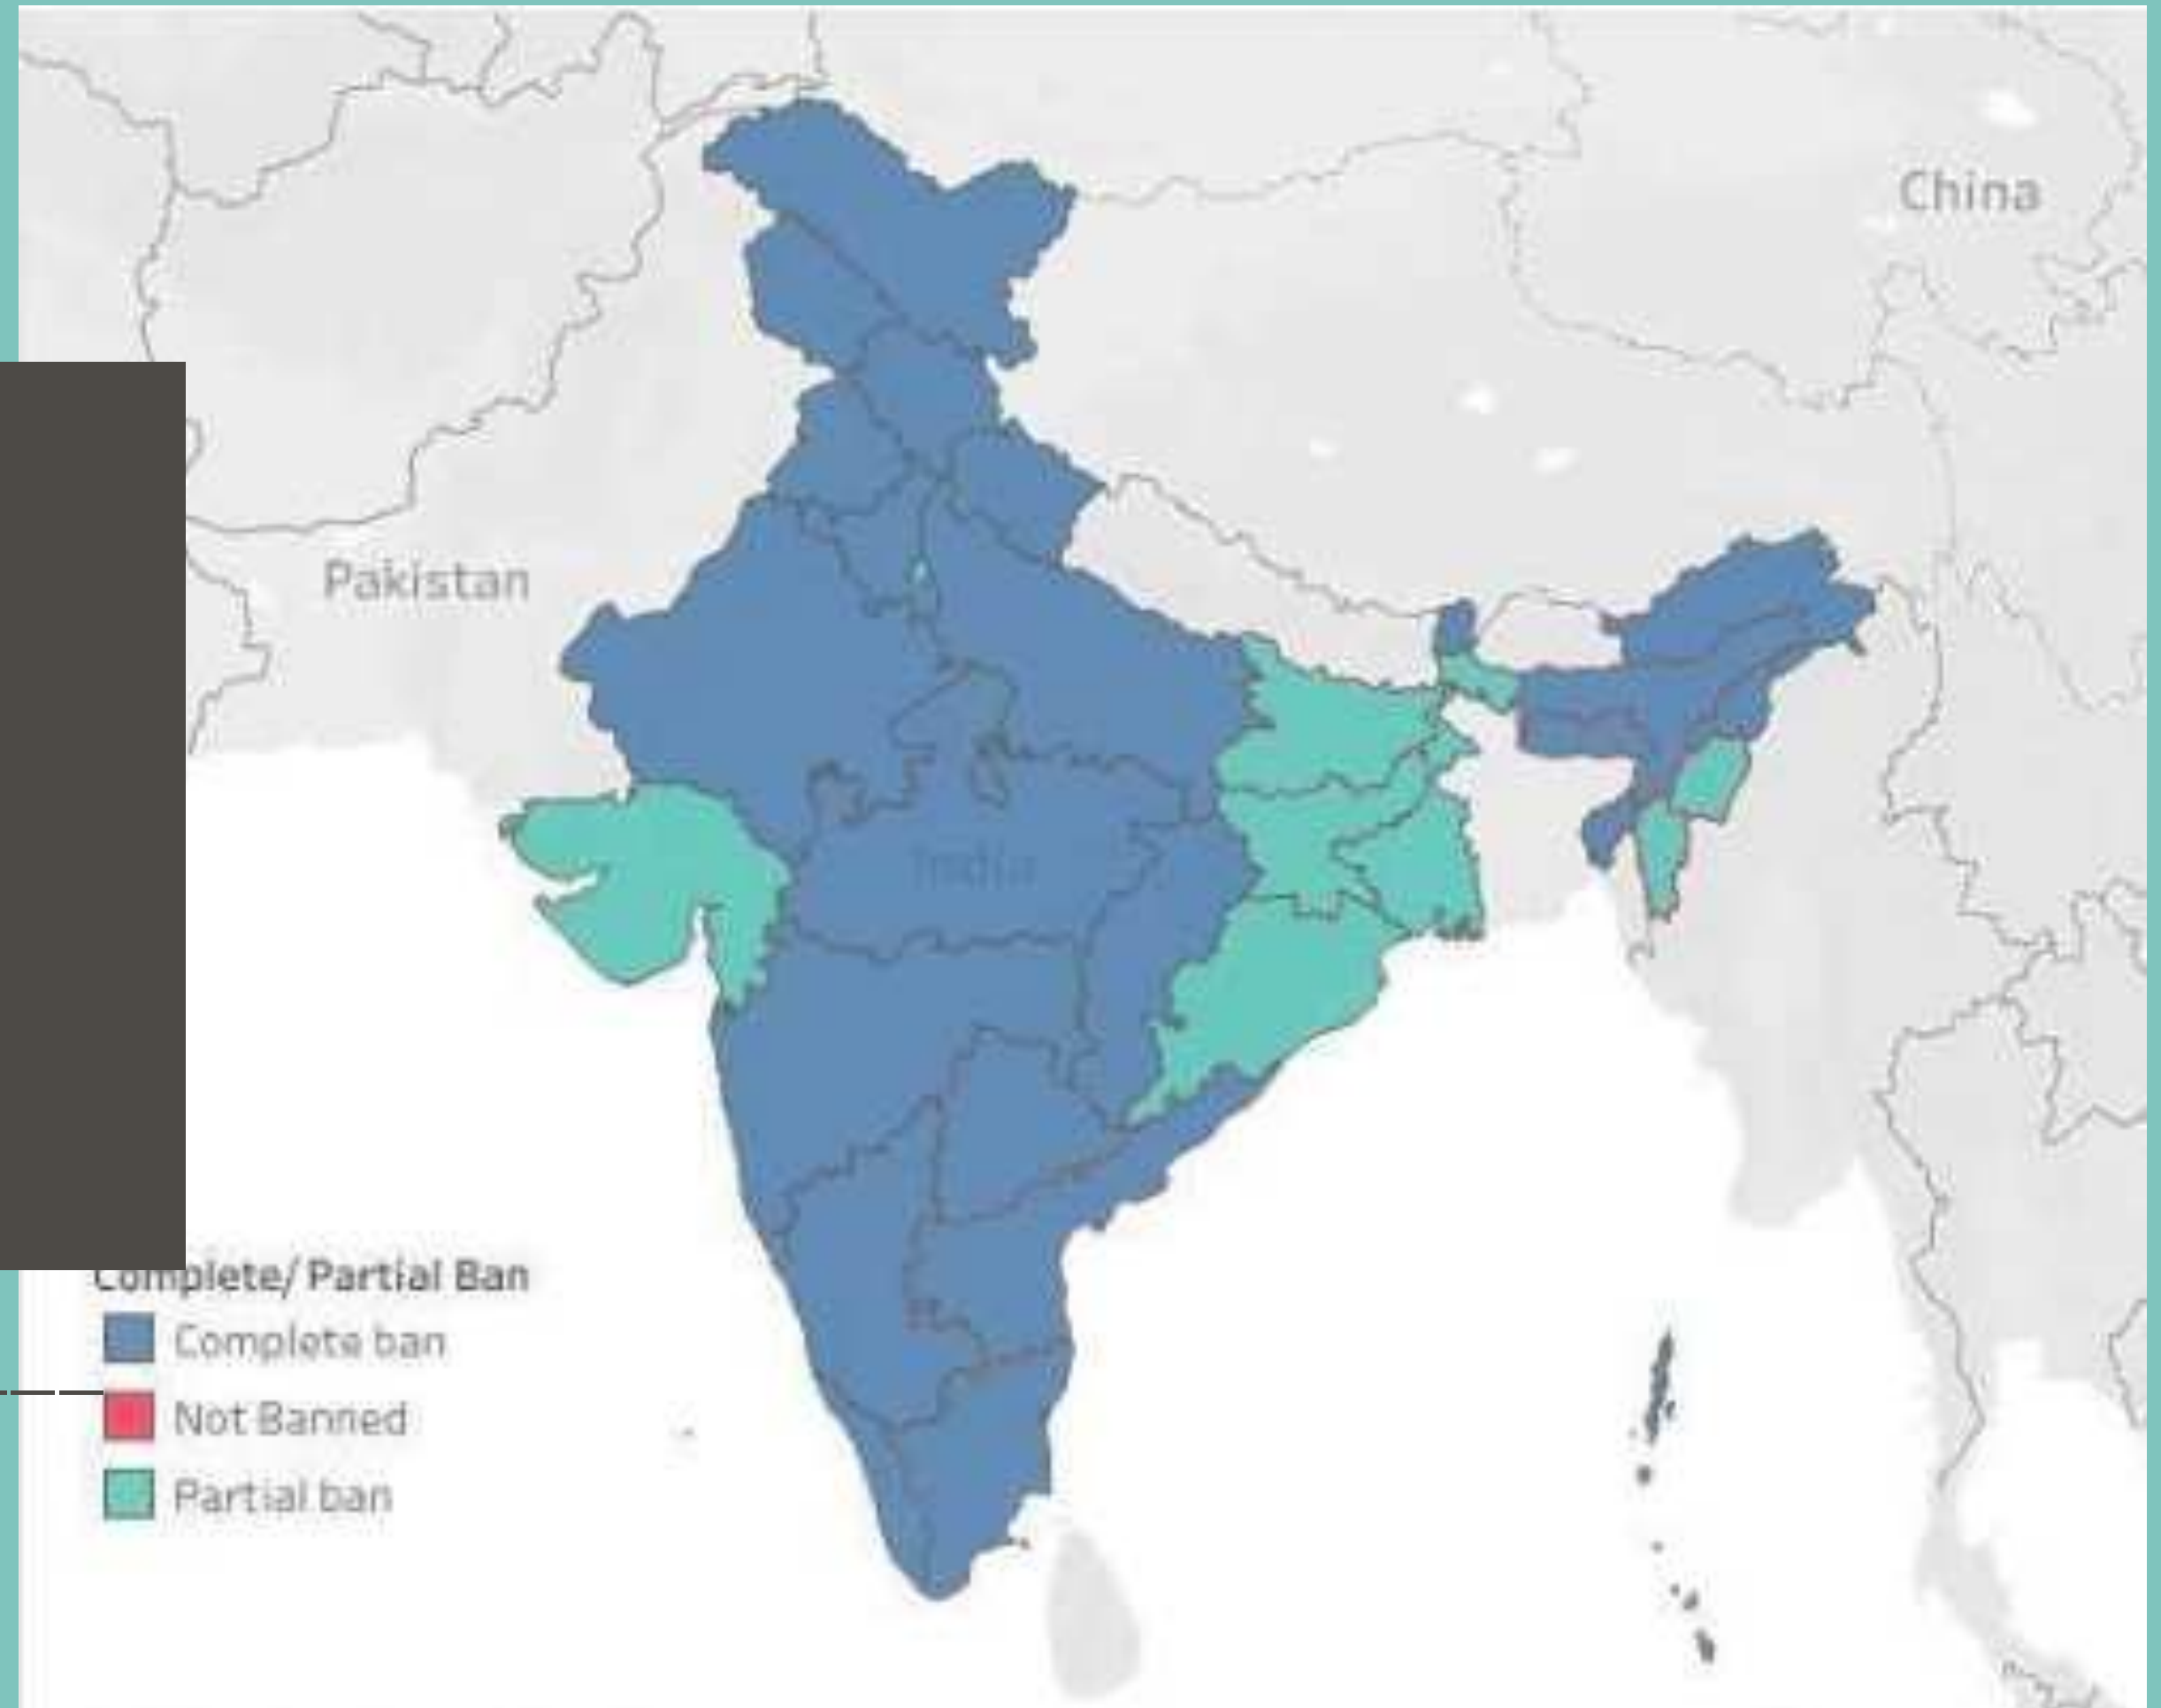 China
Pakistan
India
Complete/ Partial Ban
Complete ban
Not Banned
Partial ban